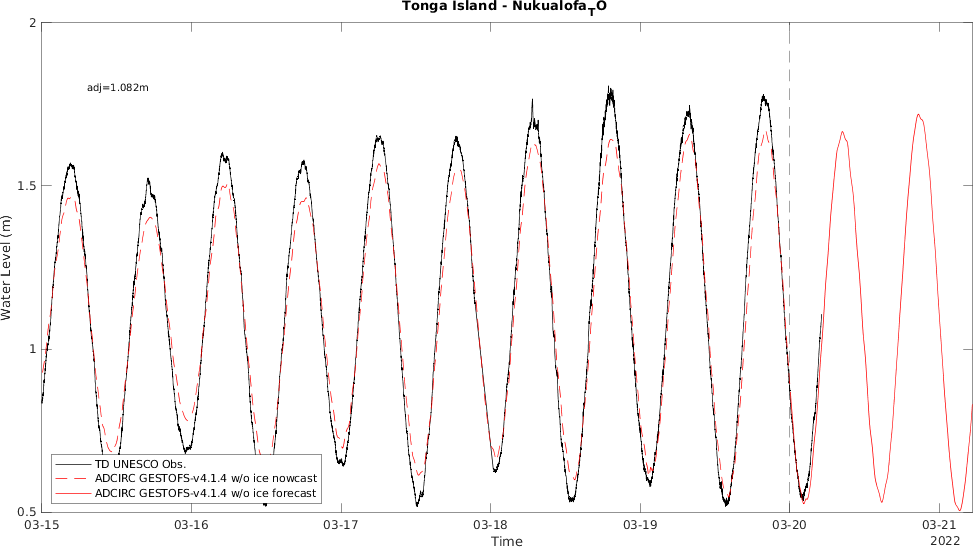 Tonga Island - Nukualofa_TO
2
adj=1.082m
1.5
Water Level (m)
1
TD UNESCO Obs.
ADCIRC GESTOFS-v4.1.4 w/o ice nowcast
ADCIRC GESTOFS-v4.1.4 w/o ice forecast
0.5
03-15 03-16 03-17 03-18 03-19 03-20 03-21
Time 2022